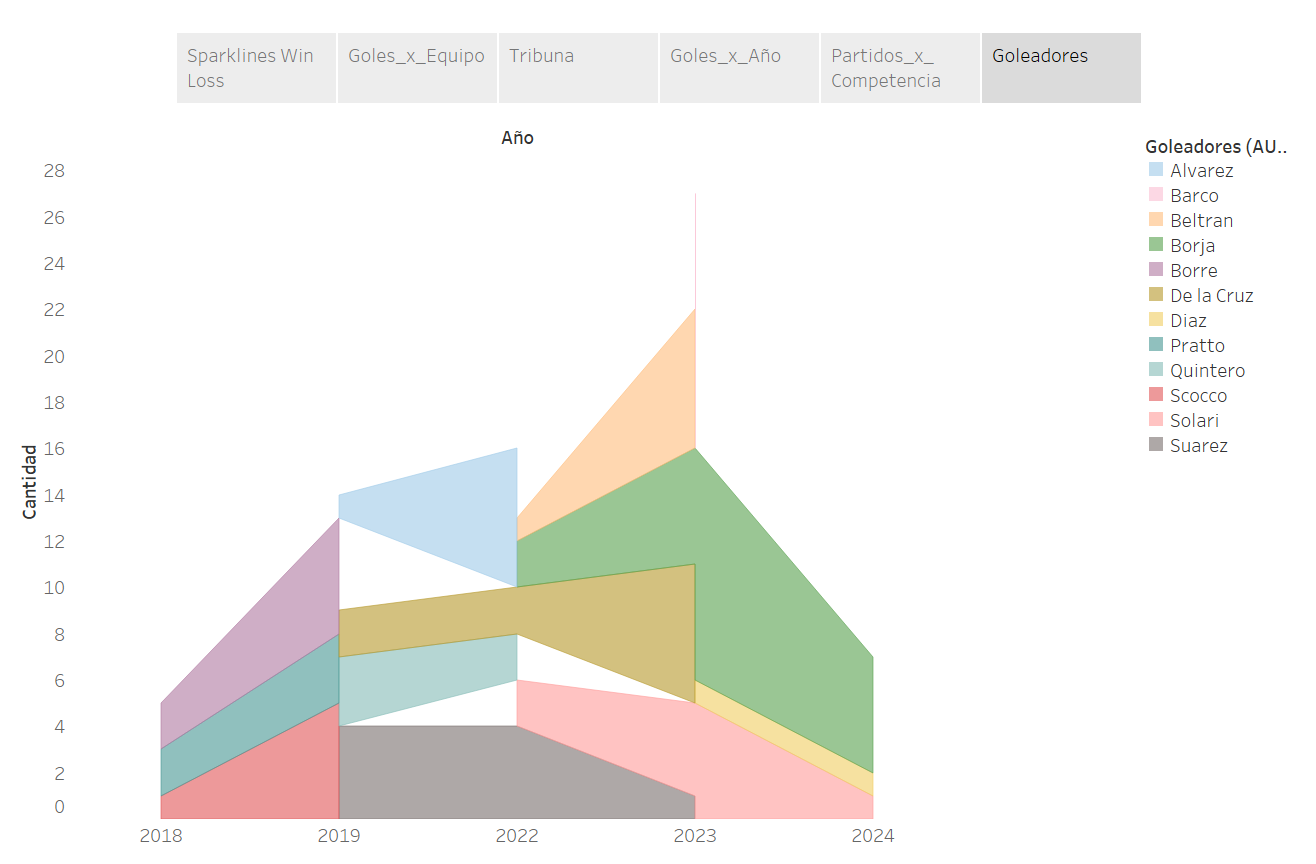 Sparklines Win
Loss
Goles_x_Equipo
Tribuna
Goles_x_Año
Partidos_x_
Competencia
Goleadores
Año
Goleadores (AU..
Alvarez
Barco
Beltran
Borja
Borre
De la Cruz
Diaz
Pratto
Quintero
Scocco
Solari
Suarez
Cantidad
28
26
24
22
20
18
16
14
12
10
8
6
4
2
0
2018
2019
2022
2023
2024